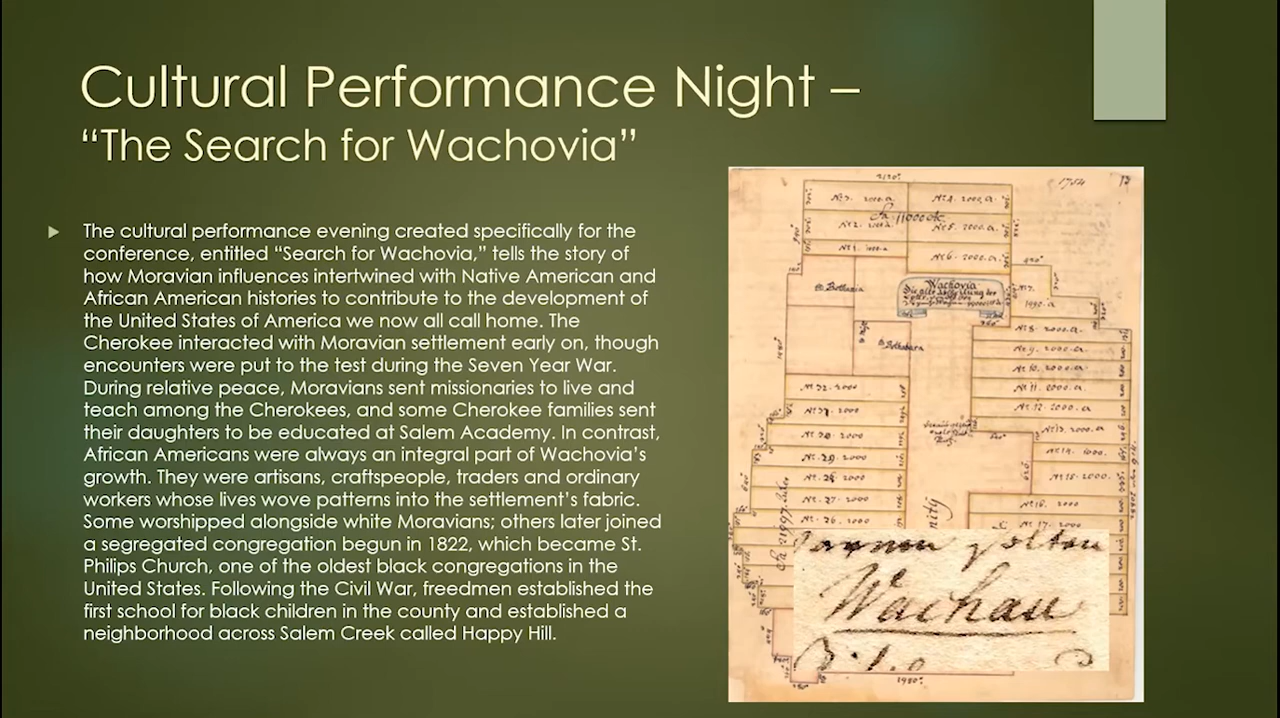 Cultural Performance Night –
“The Search for Wachovia”
The cultural performance evening created specifically for the
conference, entitled “Search for Wachovia,” tells the story of
how Moravian influences intertwined with Native American and
African American histories to contribute to the development of
the United States of America we now all call home. The
Cherokee interacted with Moravian settlement early on, though
encounters were put to the test during the Seven Year War.
During relative peace, Moravians sent missionaries to live and
teach among the Cherokees, and some Cherokee families sent
their daughters to be educated at Salem Academy. In contrast,
African Americans were always an integral part of Wachovia’s
growth. They were artisans, craftspeople, traders and ordinary
workers whose lives wove patterns into the settlement’s fabric.
Some worshipped alongside white Moravians; others later joined
a segregated congregation begun in 1822, which became St.
Philips Church, one of the oldest black congregations in the
United States. Following the Civil War, freedmen established the
first school for black children in the county and established a
neighborhood across Salem Creek called Happy Hill.
1754
Wachovia
Bethania
Bethabara
Wachau